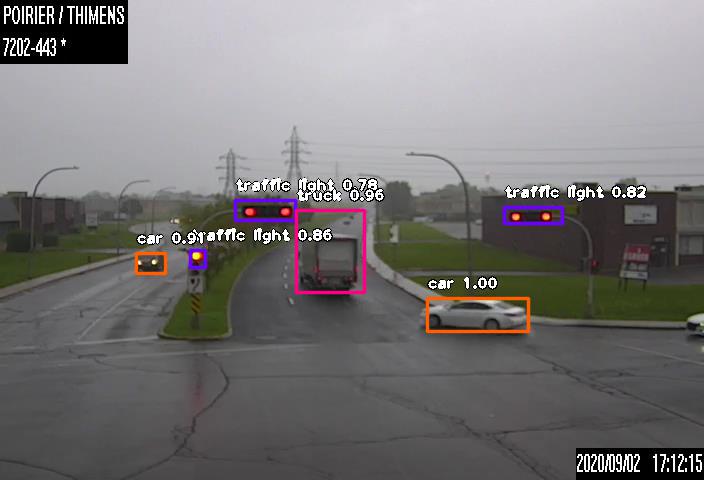 POIRIER / THIMENS
7202-443 *
traffic light 0.78
truck 0.96
traffic light 0.82
car 0.91
traffic light 0.86
car 1.00
2020/09/02 17:12:15